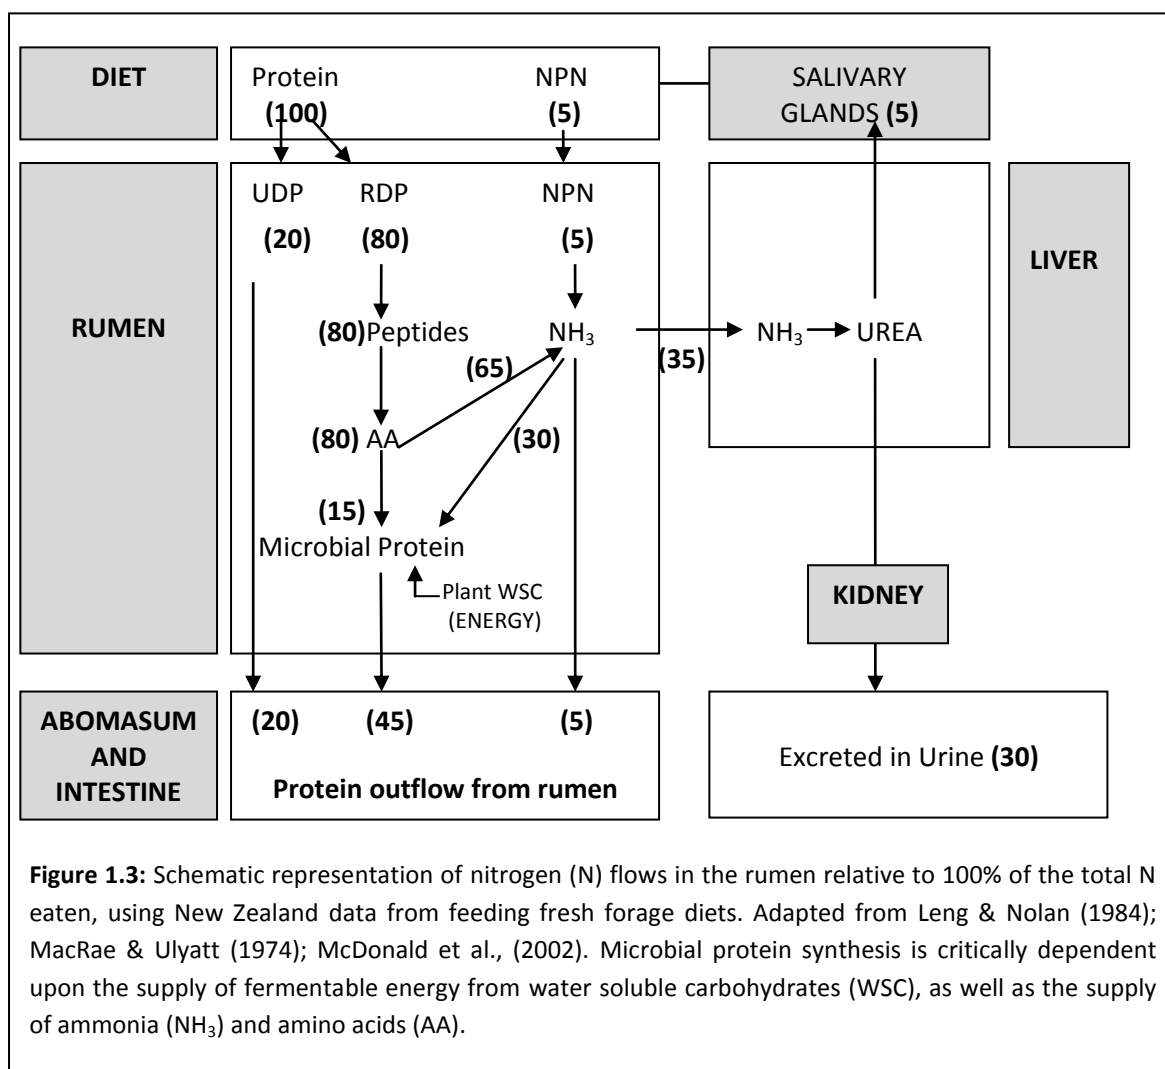 DIET
Protein
(100)
NPN
(5)
SALIVARY
GLANDS (5)
RUMEN
UDP
(20)
RDP
(80)
NPN
(5)
(80)Peptides
NH₃
(65)
(35)
NH₃
UREA
LIVER
(80) AA
(30)
(15)
Microbial Protein
Plant WSC
(ENERGY)
KIDNEY
ABOMASUM
AND
INTESTINE
(20)
(45)
(5)
Protein outflow from rumen
Excreted in Urine (30)
Figure 1.3: Schematic representation of nitrogen (N) flows in the rumen relative to 100% of the total N
eaten, using New Zealand data from feeding fresh forage diets. Adapted from Leng & Nolan (1984);
MacRae & Ulyatt (1974); McDonald et al., (2002). Microbial protein synthesis is critically dependent
upon the supply of fermentable energy from water soluble carbohydrates (WSC), as well as the supply
of ammonia (NH₃) and amino acids (AA).